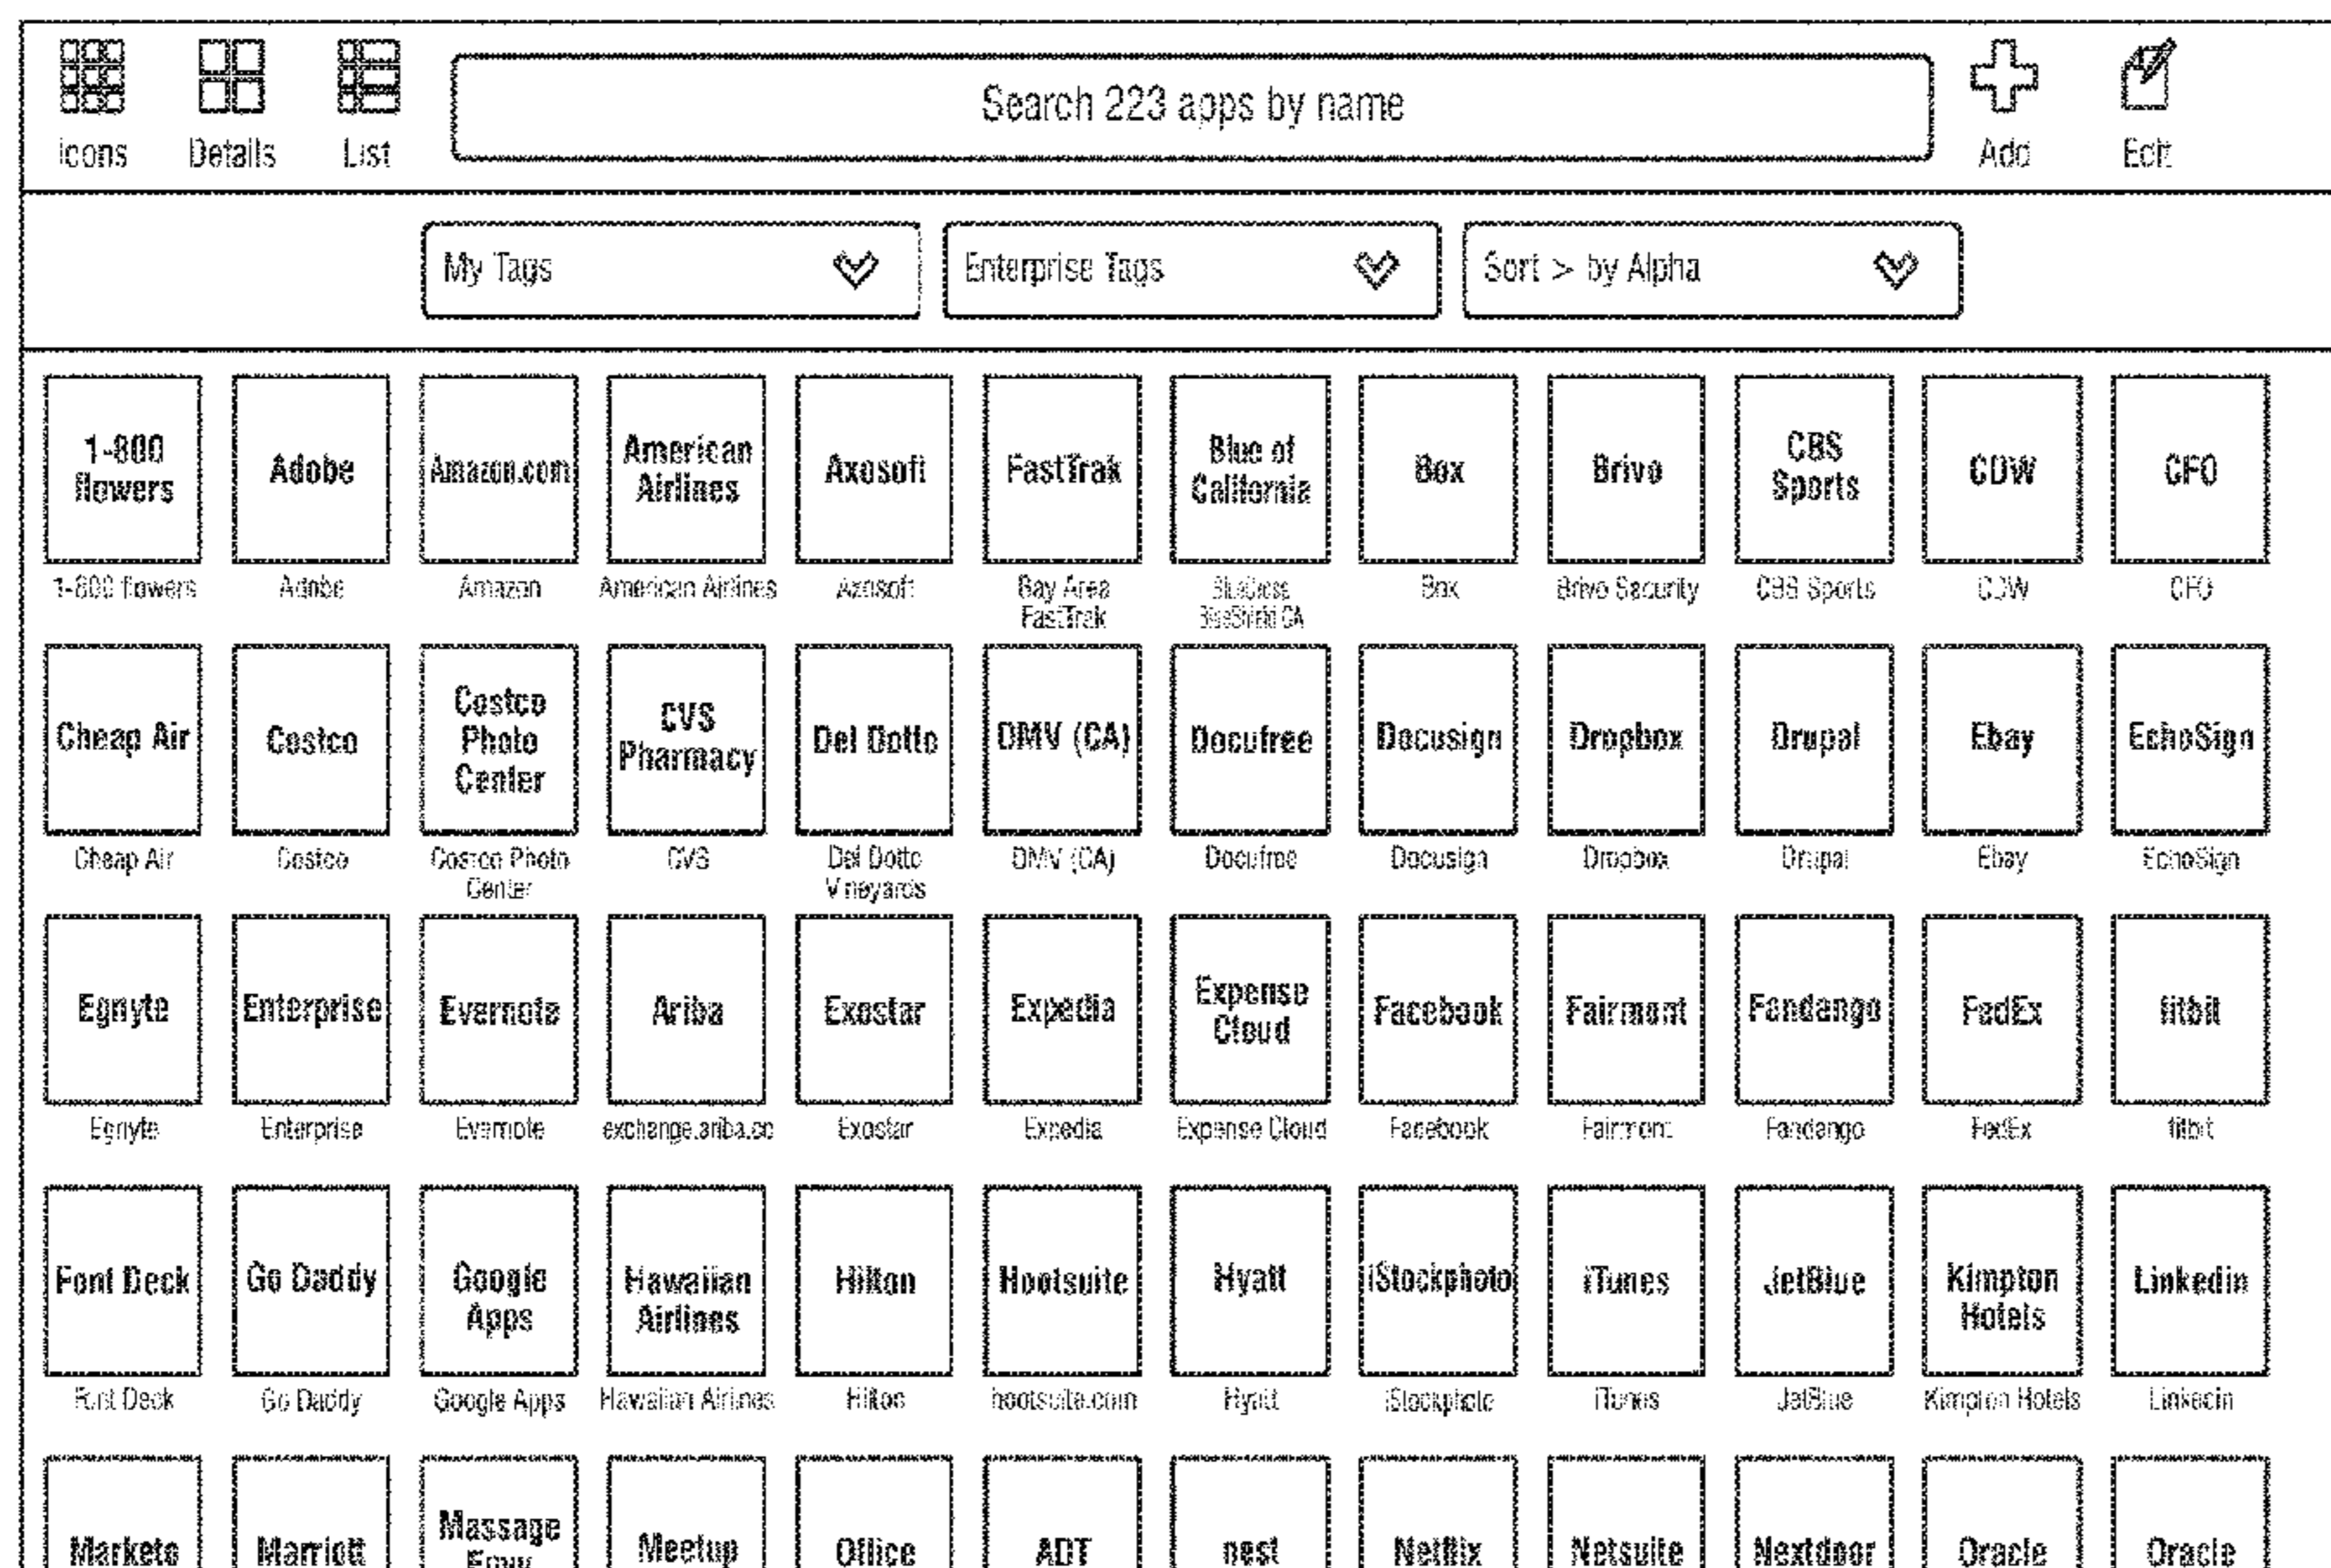 icons Details List Search 223 apps by name Add Edit
My Tags Enterprise Tags Sort > by Alpha
1-800 flowers
Adobe
Amazon.com
American Airlines
Axosoft
FastTrak
Blue of California
Box
Brivo
CBS Sports
CDW
CFO
1-800 flowers
Adobe
Amazon
American Airlines
Axosoft
Bay Area FasTrak
BlueCross BlueShield CA
Box
Brivo Security
CBS Sports
CDW
CFO
Cheap Air
Costco
Costco Photo Center
CVS Pharmacy
Del Dotto
DMV (CA)
Docufree
Docusign
Dropbox
Drupal
Ebay
EchoSign
Cheap Air
Costco
Costco Photo Center
CVS
Del Dotto Vineyards
DMV (CA)
Docufree
Docusign
Dropbox
Drupal
Ebay
EchoSign
Egnyte
Enterprise
Evernote
Ariba
Exostar
Expedia
Expense Cloud
Facebook
Fairmont
Fandango
FedEx
fitbit
Egnyte
Enterprise
Evernote
exchange.ariba.co
Exostar
Expedia
Expense Cloud
Facebook
Fairmont
Fandango
FedEx
fitbit
Font Deck
Go Daddy
Google Apps
Hawaiian Airlines
Hilton
Hootsuite
Hyatt
iStockphoto
iTunes
JetBlue
Kimpton Hotels
Linkedin
Font Deck
Go Daddy
Google Apps
Hawaiian Airlines
Hilton
hootsuite.com
Hyatt
iStockphoto
iTunes
JetBlue
Kimpton Hotels
Linkedin
Marketo
Marriott
Massage
Meetup
Office
ADT
nest
Netflix
Netsuite
Nextdoor
Oracle
Oracle